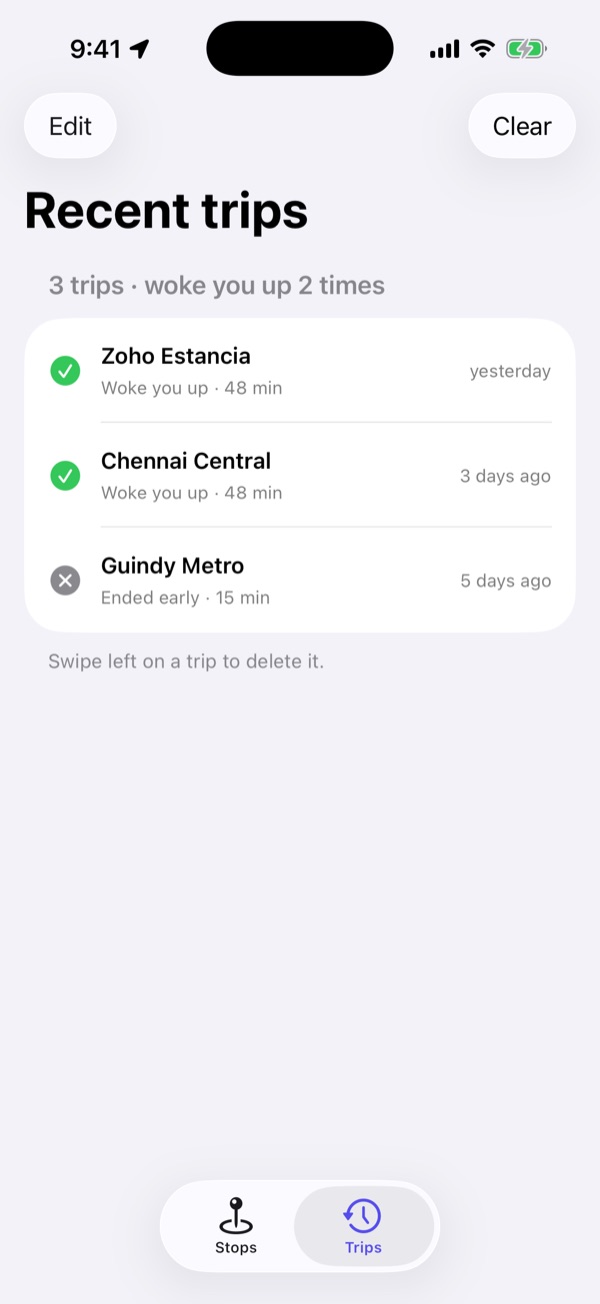 9:41
Edit
Clear
Recent trips
3 trips · woke you up 2 times
Zoho Estancia
Woke you up · 48 min
yesterday
Chennai Central
Woke you up · 48 min
3 days ago
Guindy Metro
Ended early · 15 min
5 days ago
Swipe left on a trip to delete it.
Stops
Trips